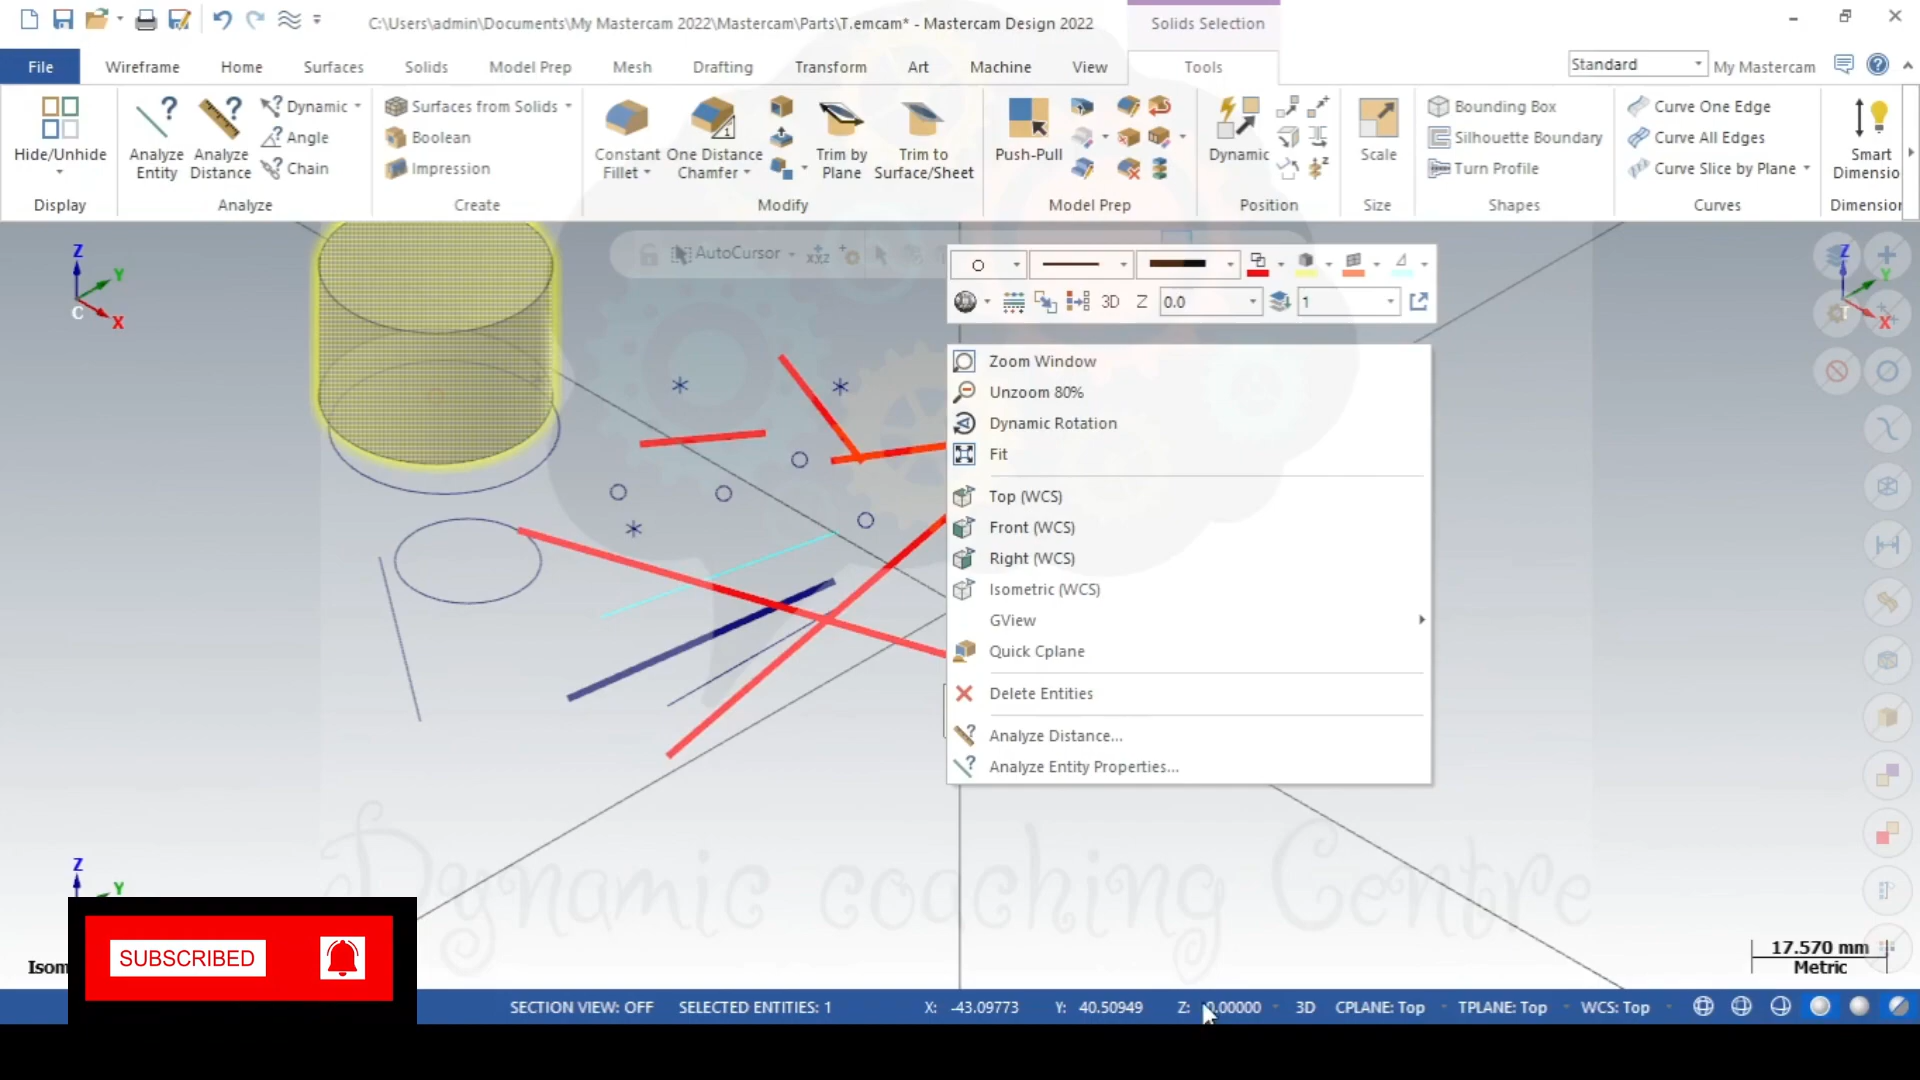 C:\Users\admin\Documents\My Mastercam 2022\Mastercam\Parts\T.emcam* - Mastercam Design 2022
Solids Selection
File
Wireframe
Home
Surfaces
Solids
Model Prep
Mesh
Drafting
Transform
Art
Machine
View
Tools
Standard
My Mastercam
Hide/Unhide
Display
Analyze Entity
Analyze Distance
Dynamic
Angle
Chain
Analyze
Surfaces from Solids
Boolean
Impression
Create
Constant Fillet
One Distance Chamfer
Trim by Plane
Trim to Surface/Sheet
Modify
Push-Pull
Model Prep
Dynamic
Position
Scale
Size
Bounding Box
Silhouette Boundary
Turn Profile
Shapes
Curve One Edge
Curve All Edges
Curve Slice by Plane
Curves
Smart Dimensio
Dimension
Z
Y
X
C
AutoCursor
3D Z 0.0 1
Zoom Window
Unzoom 80%
Dynamic Rotation
Fit
Top (WCS)
Front (WCS)
Right (WCS)
Isometric (WCS)
GView
Quick Cplane
Delete Entities
Analyze Distance...
Analyze Entity Properties...
Z
Y
X
Dynamic coaching Centre
Z
Y
Isom
SUBSCRIBED
17.570 mm
Metric
SECTION VIEW: OFF SELECTED ENTITIES: 1 X: -43.09773 Y: 40.50949 Z: 0.00000 3D CPLANE: Top TPLANE: Top WCS: Top